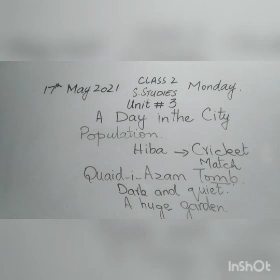 CLASS 2
17th May 2021 S-STUDIES Monday.
Unit # 3
A Day in the City
Population
Hiba → Cricket
Match
Quaid-i-Azam Tomb.
Dark and quiet.
A huge garden
InShOt